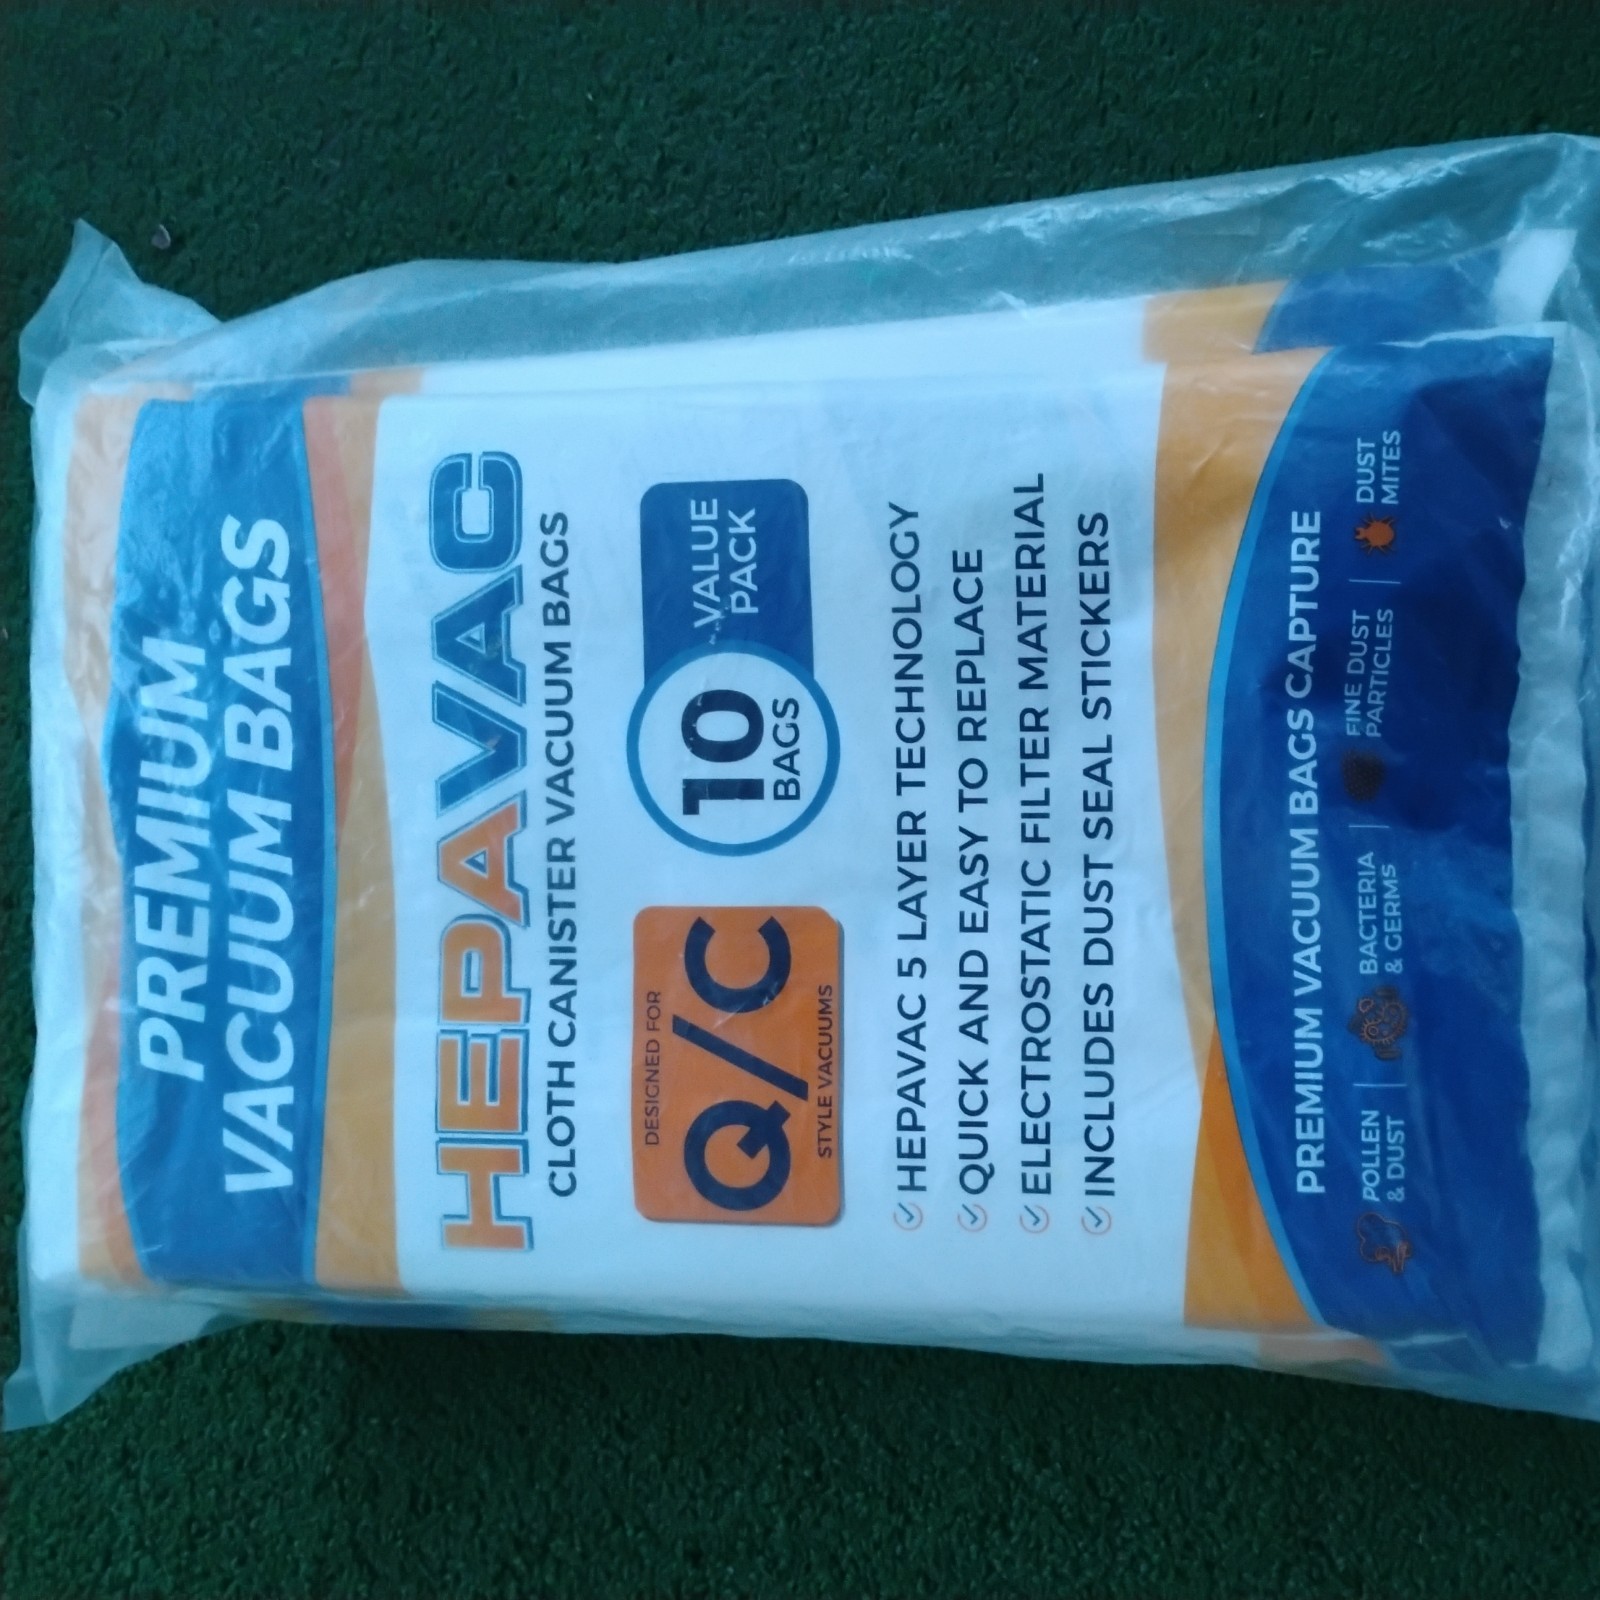 PREMIUM
VACUUM BAGS
HEPAVAC
CLOTH CANISTER VACUUM BAGS
DESIGNED FOR
Q/C
STYLE VACUUMS
10
BAGS
VALUE
PACK
HEPAVAC 5 LAYER TECHNOLOGY
QUICK AND EASY TO REPLACE
ELECTROSTATIC FILTER MATERIAL
INCLUDES DUST SEAL STICKERS
PREMIUM VACUUM BAGS CAPTURE
POLLEN
& DUST
BACTERIA
& GERMS
FINE DUST
PARTICLES
DUST
MITES